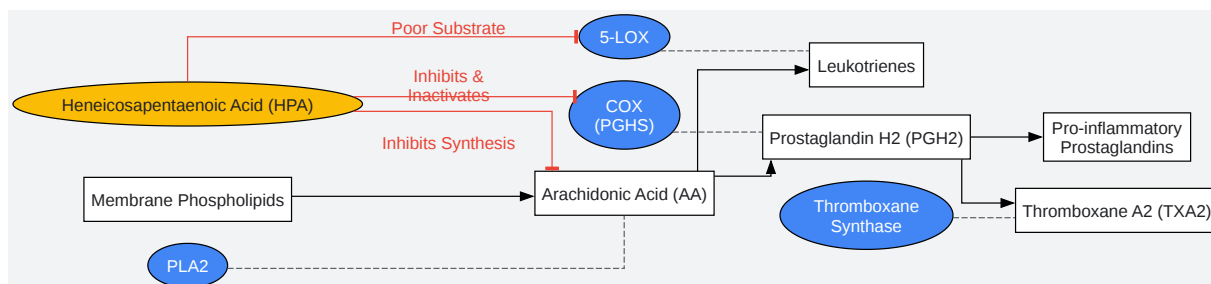 Poor Substrate
5-LOX
Leukotrienes
Heneicosapentaenoic Acid (HPA)
Inhibits &
Inactivates
COX
(PGHS)
Inhibits Synthesis
Prostaglandin H2 (PGH2)
Pro-inflammatory
Prostaglandins
Membrane Phospholipids
Arachidonic Acid (AA)
Thromboxane
Synthase
Thromboxane A2 (TXA2)
PLA2